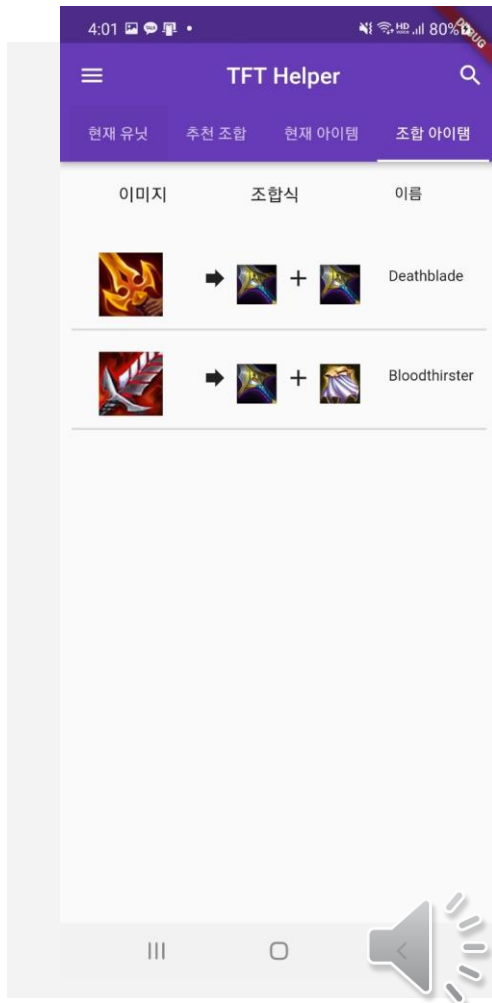 4:01 80%
DEBUG
TFT Helper
현재 유닛 추천 조합 현재 아이템 조합 아이탬
이미지 조합식 이름
+ Deathblade
+ Bloodthirster